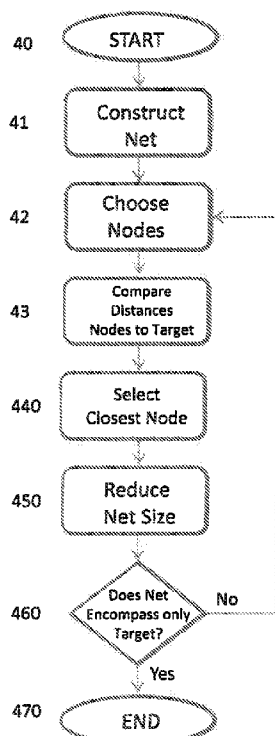 40
START
41
Construct
Net
42
Choose
Nodes
43
Compare
Distances
Nodes to Target
440
Select
Closest Node
450
Reduce
Net Size
460
Does Net
Encompass only
Target?
No
Yes
470
END